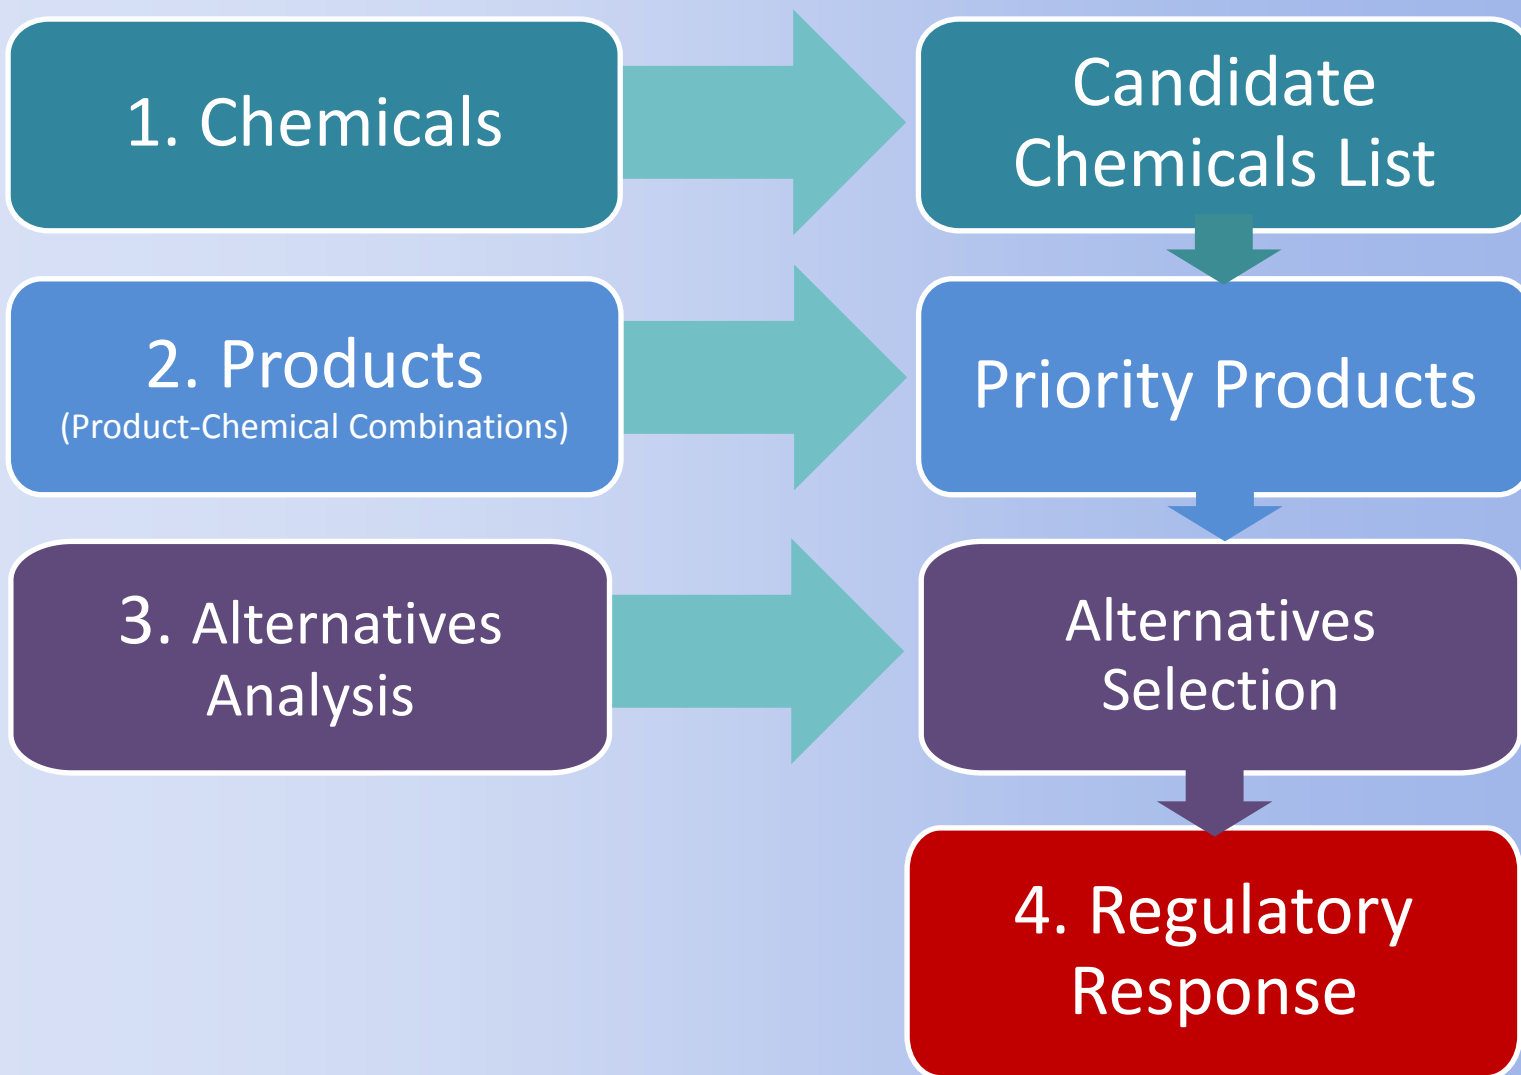 1. Chemicals
Candidate
Chemicals List
2. Products
(Product-Chemical Combinations)
Priority Products
3. Alternatives
Analysis
Alternatives
Selection
4. Regulatory
Response